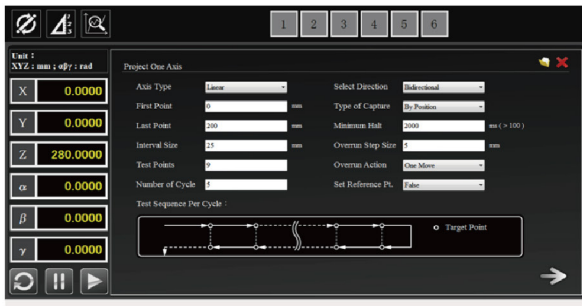 1 2 3 4 5 6
Unit :
XYZ : mm ; αβγ : rad
Project One Axis
X 0.0000
Y 0.0000
Z 280.0000
α 0.0000
β 0.0000
γ 0.0000
Axis Type Linear
First Point 0 mm
Last Point 200 mm
Interval Size 25 mm
Test Points 9
Number of Cycle 5
Select Direction Bidirectional
Type of Capture By Position
Minimum Halt 2000 ms ( > 100 )
Overrun Step Size 5 mm
Overrun Action One Move
Set Reference Pt. False
Test Sequence Per Cycle :
Target Point